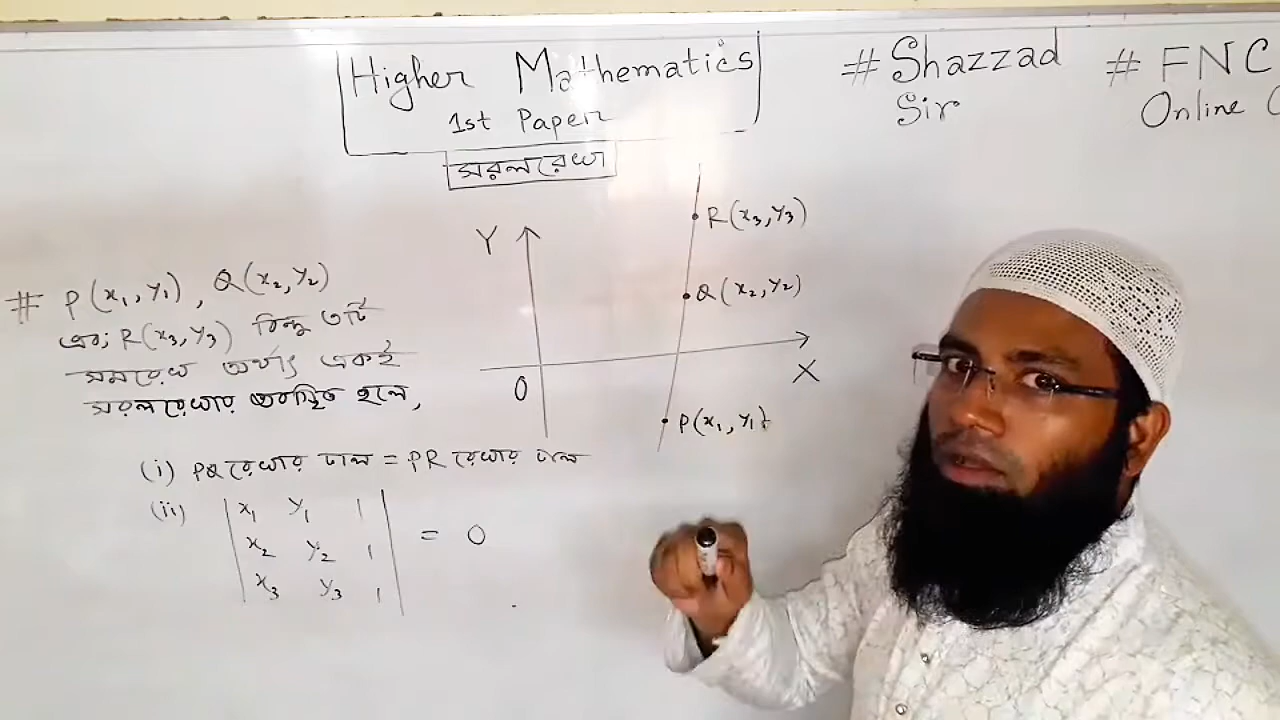 Higher Mathematics
1st Paper
সরলরেখা
# Shazzad
Sir
# FNC
Online C
# P(x₁, y₁), Q(x₂, y₂)
এবং R(x₃, y₃) বিন্দু ৩টি
সমরেখ অর্থাৎ একই
সরলরেখায় অবস্থিত হলে,
(i) PQ রেখার ঢাল = PR রেখার ঢাল
(ii) | x₁ y₁ 1 |
| x₂ y₂ 1 | = 0
| x₃ y₃ 1 |
R(x₃, y₃)
Y
Q(x₂, y₂)
X
O
P(x₁, y₁)